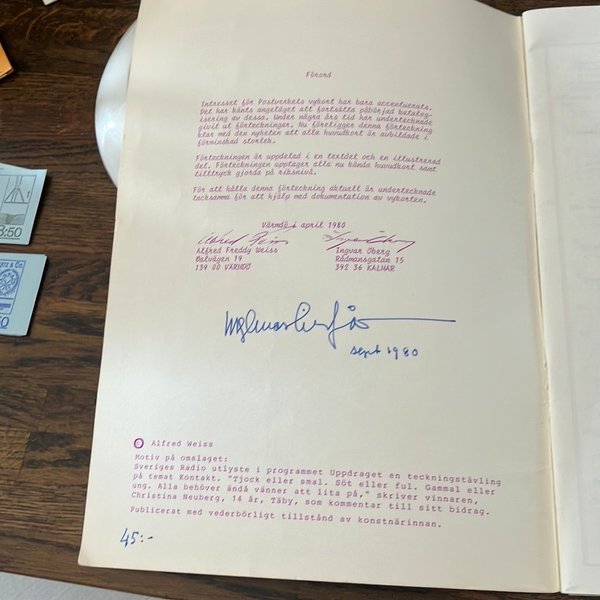 Förord
Intresset för Postverkets vykort har bara accentuerats.
Det har känts angeläget att fortsätta påbörjad katalog-
isering av dessa. Under några års tid har undertecknade
givit ut förteckningar. Nu föreligger denna förteckning
klar med den nyheten att alla huvudkort är avbildade i
förminskad storlek.
Förteckningen är uppdelad i en textdel och en illustrerad
del. Förteckningen upptager alla nu kända huvudkort samt
tilltryck gjorda på riksnivå.
För att hålla denna förteckning aktuell är undertecknade
tacksamma för att få hjälp med dokumentation av vykorten.
Värmdö i april 1980
Alfred Weiss
Alfred Freddy Weiss Ingvar Öberg
Betvägen 19 Rådmansgatan 15
139 00 VÄRMDÖ 392 36 KALMAR
sept 1980
© Alfred Weiss
Motiv på omslaget:
Sveriges Radio utlyste i programmet Uppdraget en teckningstävling
på temat Kontakt. "Tjock eller smal. Söt eller ful. Gammal eller
ung. Alla behöver ändå vänner att lita på," skriver vinnaren,
Christina Neuberg, 14 år, Täby, som kommentar till sitt bidrag.
Publicerat med vederbörligt tillstånd av konstnärinnan.
45:-
:50